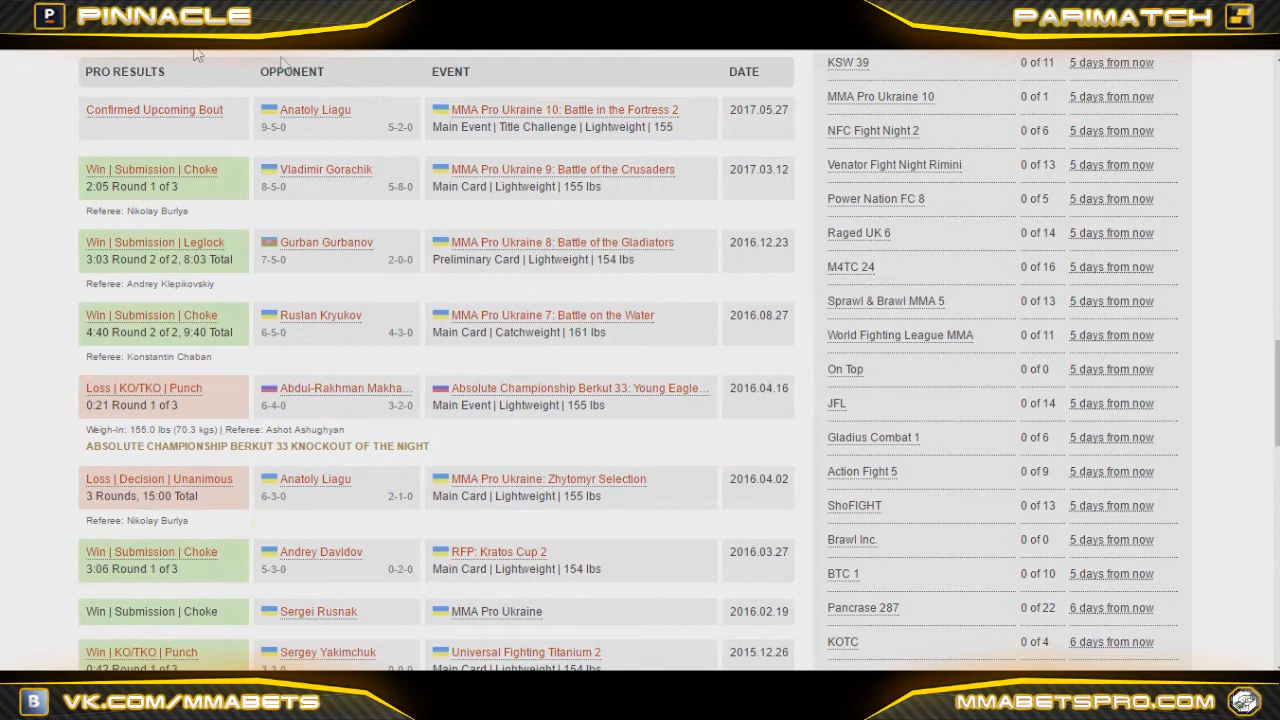 PINNACLE
PARIMATCH
PRO RESULTS OPPONENT EVENT DATE
Confirmed Upcoming Bout Anatoly Liagu MMA Pro Ukraine 10: Battle in the Fortress 2 2017.05.27
9-5-0 5-2-0 Main Event | Title Challenge | Lightweight | 155
Win | Submission | Choke Vladimir Gorachik MMA Pro Ukraine 9: Battle of the Crusaders 2017.03.12
2:05 Round 1 of 3 8-5-0 5-8-0 Main Card | Lightweight | 155 lbs
Referee: Nikolay Burlya
Win | Submission | Leglock Gurban Gurbanov MMA Pro Ukraine 8: Battle of the Gladiators 2016.12.23
3:03 Round 2 of 2, 8:03 Total 7-5-0 2-0-0 Preliminary Card | Lightweight | 154 lbs
Referee: Andrey Klepikovskiy
Win | Submission | Choke Ruslan Kryukov MMA Pro Ukraine 7: Battle on the Water 2016.08.27
4:40 Round 2 of 2, 9:40 Total 6-5-0 4-3-0 Main Card | Catchweight | 161 lbs
Referee: Konstantin Chaban
Loss | KO/TKO | Punch Abdul-Rakhman Makha... Absolute Championship Berkut 33: Young Eagle... 2016.04.16
0:21 Round 1 of 3 6-4-0 3-2-0 Main Event | Lightweight | 155 lbs
Weigh-In: 155.0 lbs (70.3 kgs) | Referee: Ashot Ashughyan
ABSOLUTE CHAMPIONSHIP BERKUT 33 KNOCKOUT OF THE NIGHT
Loss | Decision | Unanimous Anatoly Liagu MMA Pro Ukraine: Zhytomyr Selection 2016.04.02
3 Rounds, 15:00 Total 6-3-0 2-1-0 Main Card | Lightweight | 155 lbs
Referee: Nikolay Burlya
Win | Submission | Choke Andrey Davidov RFP: Kratos Cup 2 2016.03.27
3:06 Round 1 of 3 5-3-0 0-2-0 Main Card | Lightweight | 154 lbs
Win | Submission | Choke Sergei Rusnak MMA Pro Ukraine 2016.02.19
Win | KO/TKO | Punch Sergey Yakimchuk Universal Fighting Titanium 2 2015.12.26
0:42 Round 1 of 3 3-3-0 0-0-0 Main Card | Lightweight | 154 lbs
KSW 39 0 of 11 5 days from now
MMA Pro Ukraine 10 0 of 1 5 days from now
NFC Fight Night 2 0 of 6 5 days from now
Venator Fight Night Rimini 0 of 13 5 days from now
Power Nation FC 8 0 of 5 5 days from now
Raged UK 6 0 of 14 5 days from now
M4TC 24 0 of 16 5 days from now
Sprawl & Brawl MMA 5 0 of 13 5 days from now
World Fighting League MMA 0 of 11 5 days from now
On Top 0 of 0 5 days from now
JFL 0 of 14 5 days from now
Gladius Combat 1 0 of 6 5 days from now
Action Fight 5 0 of 9 5 days from now
ShoFIGHT 0 of 13 5 days from now
Brawl Inc. 0 of 0 5 days from now
BTC 1 0 of 10 5 days from now
Pancrase 287 0 of 22 6 days from now
KOTC 0 of 4 6 days from now
VK.COM/MMABETS
MMABETSPRO.COM